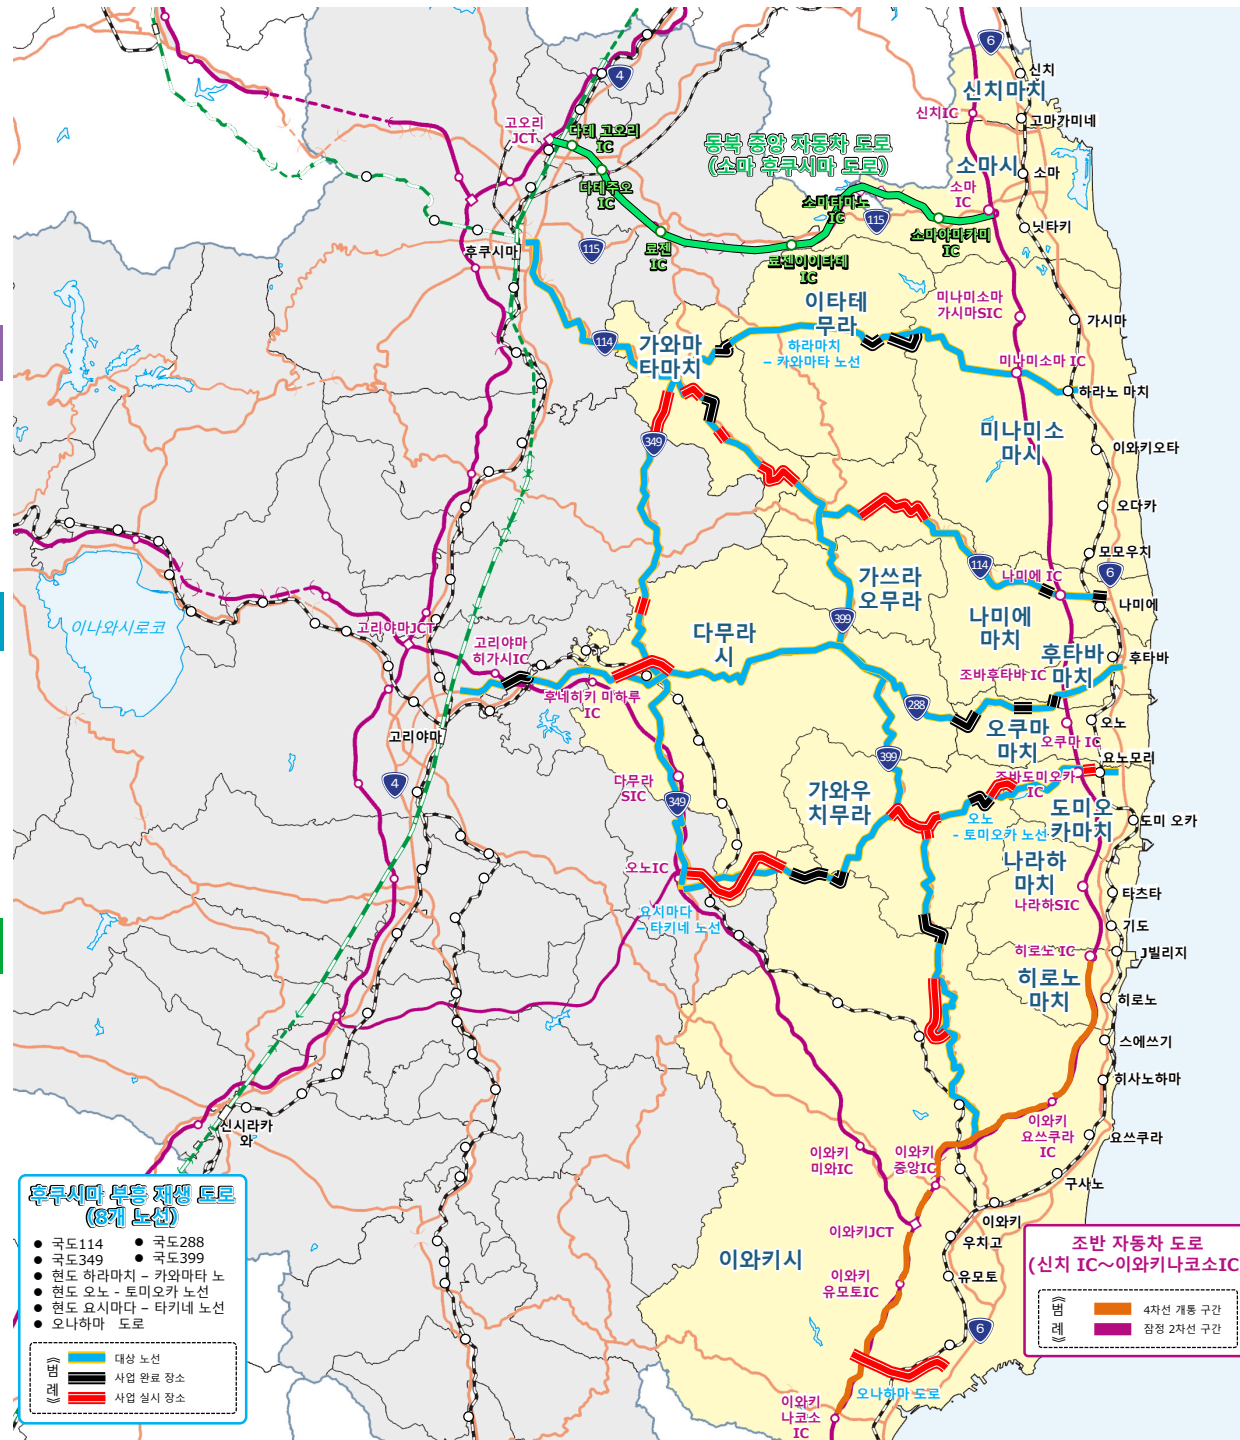 6
신치
4
신치마치
신치IC
고마가미네
고오리
JCT
다테 고오리
IC
동북 중앙 자동차 도로
(소마 후쿠시마 도로)
소마시
소마
다테주오
IC
소마
IC
소마타마노
IC
115
닛타키
소마야마카미
IC
후쿠시마
115
료젠
IC
료젠이이타테
IC
이타테
무라
미나미소마
가시마SIC
가시마
114
가와마
타마치
하라마치
– 카와마타 노선
미나미소마 IC
하라노 마치
349
미나미소
마시
이와키오타
오다카
모모우치
114
6
가쓰라
오무라
나미에 IC
나미에
이나와시로코
399
나미에
마치
고리야마JCT
다무라
시
고리야마
히가시IC
후타바
마치
후타바
조바후타바 IC
후네히키 미하루
IC
288
오쿠마
마치
오노
고리야마
오쿠마 IC
399
요노모리
4
다무라
SIC
349
가와우
치무라
조반도미오카
IC
도미오
카마치
도미 오카
오노
– 토미오카 노선
나라하
마치
오노IC
나라하SIC
타츠타
요시마다
– 타키네 노선
기도
히로노 IC
J빌리지
히로노
마치
히로노
스에쓰기
히사노하마
신시라카
와
이와키
요쓰쿠라
IC
요쓰쿠라
이와키
미와IC
이와키
중앙IC
구사노
이와키
이와키JCT
우치고
이와키시
이와키
유모토IC
유모토
6
오나하마 도로
이와키
나코소
IC
후쿠시마 부흥 재생 도로
(8개 노선)
● 국도114 ● 국도288
● 국도349 ● 국도399
● 현도 하라마치 – 카와마타 노
● 현도 오노 - 토미오카 노선
● 현도 요시마다 – 타키네 노선
● 오나하마 도로
《범례》
대상 노선
사업 완료 장소
사업 실시 장소
조반 자동차 도로
(신치 IC～이와키나코소IC
《범례》
4차선 개통 구간
잠정 2차선 구간